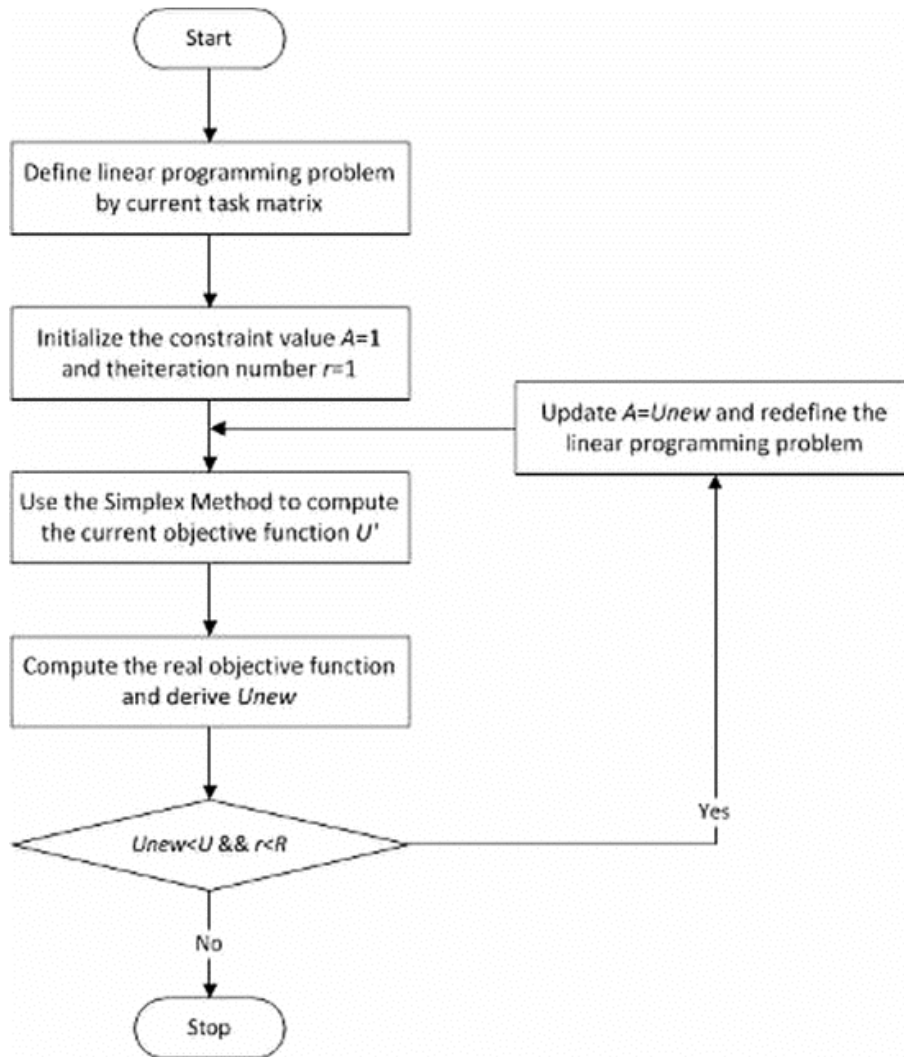 Start
Define linear programming problem
by current task matrix
Initialize the constraint value A=1
and theiteration number r=1
Update A=Unew and redefine the
linear programming problem
Use the Simplex Method to compute
the current objective function U'
Compute the real objective function
and derive Unew
Unew<U && r<R
Yes
No
Stop